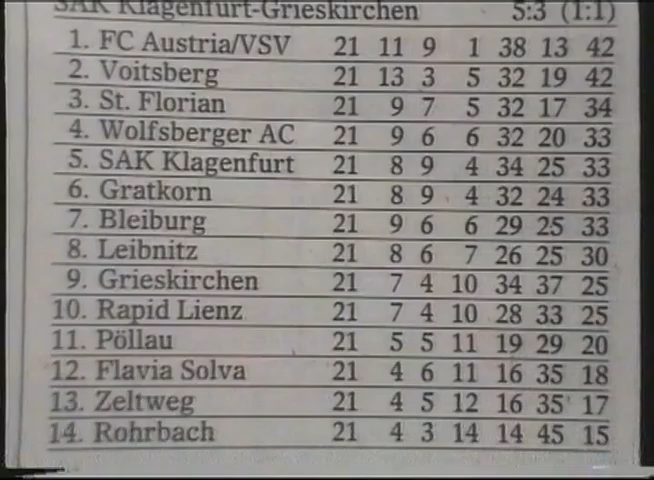 SAK Klagenfurt-Grieskirchen 5:3 (1:1)
1. FC Austria/VSV 21 11 9 1 38 13 42
2. Voitsberg 21 13 3 5 32 19 42
3. St. Florian 21 9 7 5 32 17 34
4. Wolfsberger AC 21 9 6 6 32 20 33
5. SAK Klagenfurt 21 8 9 4 34 25 33
6. Gratkorn 21 8 9 4 32 24 33
7. Bleiburg 21 9 6 6 29 25 33
8. Leibnitz 21 8 6 7 26 25 30
9. Grieskirchen 21 7 4 10 34 37 25
10. Rapid Lienz 21 7 4 10 28 33 25
11. Pöllau 21 5 5 11 19 29 20
12. Flavia Solva 21 4 6 11 16 35 18
13. Zeltweg 21 4 5 12 16 35 17
14. Rohrbach 21 4 3 14 14 45 15